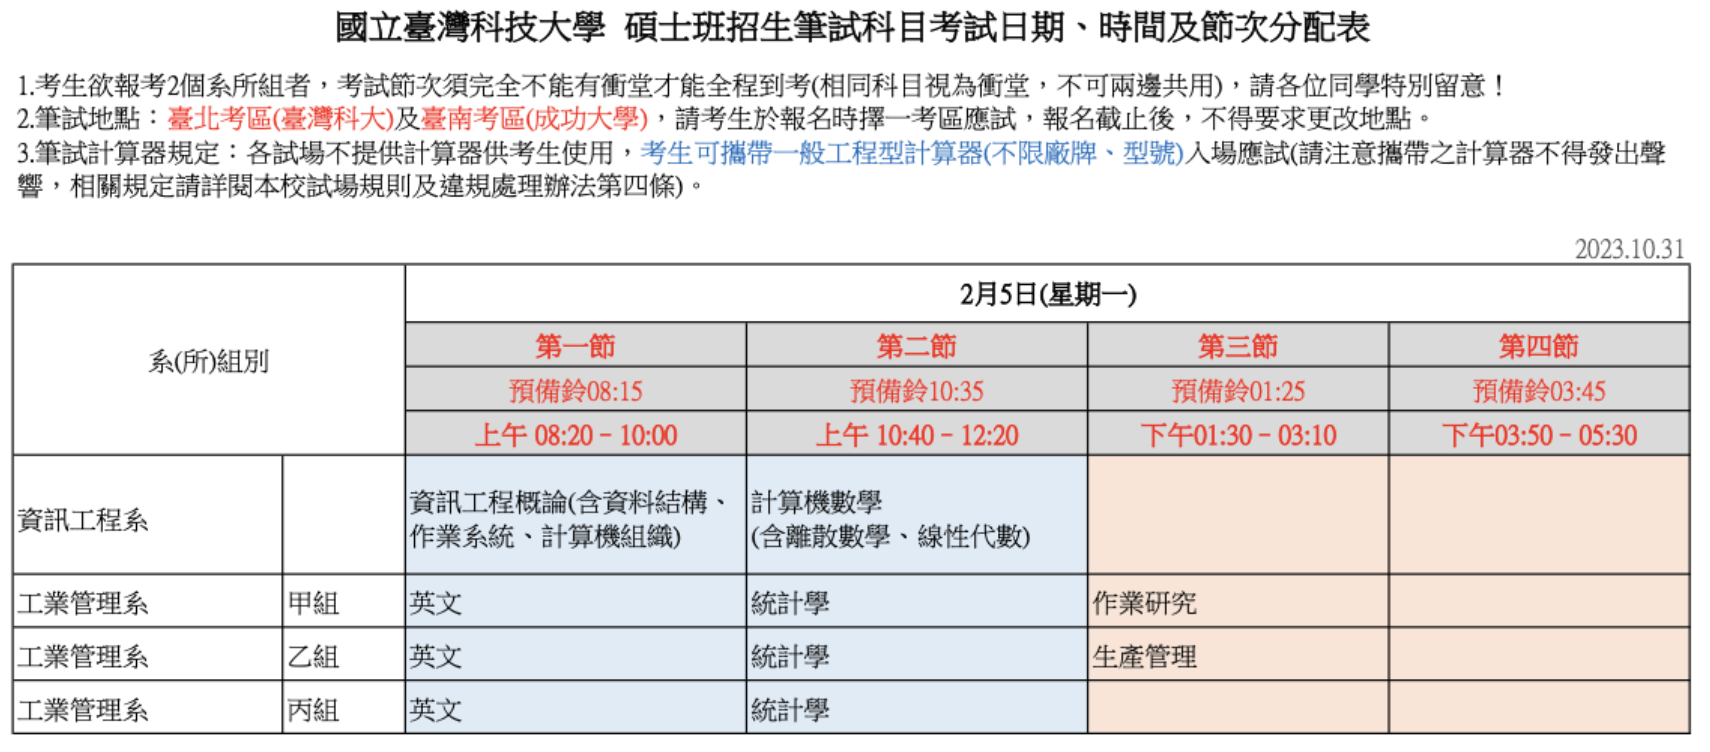 國立臺灣科技大學 碩士班招生筆試科目考試日期、時間及節次分配表
1.考生欲報考2個系所組者，考試節次須完全不能有衝堂才能全程到考(相同科目視為衝堂，不可兩邊共用)，請各位同學特別留意！
2.筆試地點：臺北考區(臺灣科大)及臺南考區(成功大學)，請考生於報名時擇一考區應試，報名截止後，不得要求更改地點。
3.筆試計算器規定：各試場不提供計算器供考生使用，考生可攜帶一般工程型計算器(不限廠牌、型號)入場應試(請注意攜帶之計算器不得發出聲
響，相關規定請詳閱本校試場規則及違規處理辦法第四條)。
2023.10.31
系(所)組別
2月5日(星期一)
第一節 第二節 第三節 第四節
預備鈴08:15 預備鈴10:35 預備鈴01:25 預備鈴03:45
上午 08:20－10:00 上午 10:40－12:20 下午01:30－03:10 下午03:50－05:30
資訊工程系
資訊工程概論(含資料結構、
作業系統、計算機組織)
計算機數學
(含離散數學、線性代數)
工業管理系 甲組 英文 統計學 作業研究
工業管理系 乙組 英文 統計學 生產管理
工業管理系 丙組 英文 統計學